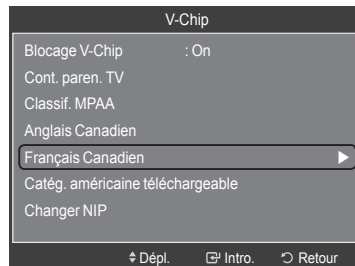 V-Chip
Blocage V-Chip : On
Cont. paren. TV
Classif. MPAA
Anglais Canadien
Français Canadien
Catég. américaine téléchargeable
Changer NIP
Dépl. Intro. Retour